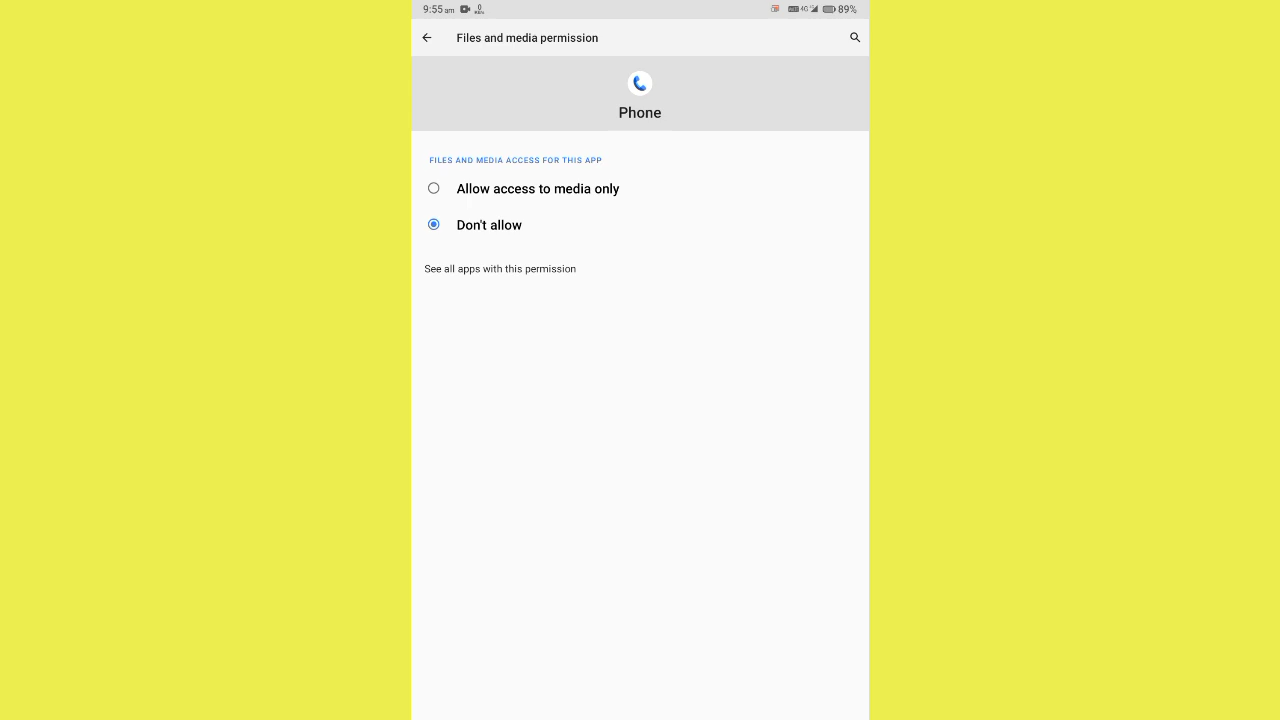 9:55 am 89%
Files and media permission
Phone
FILES AND MEDIA ACCESS FOR THIS APP
Allow access to media only
Don't allow
See all apps with this permission